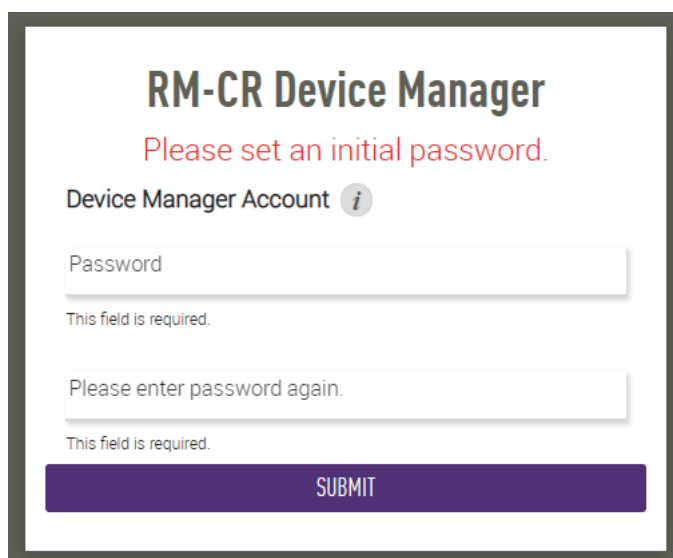 RM-CR Device Manager
Please set an initial password.
Device Manager Account i
Password
This field is required.
Please enter password again.
This field is required.
SUBMIT